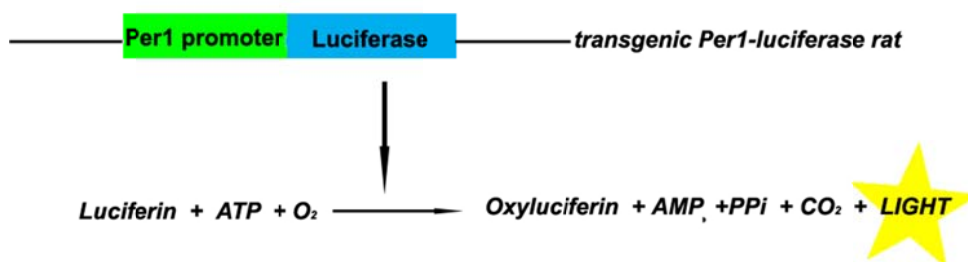 Per1 promoter Luciferase transgenic Per1-luciferase rat
Luciferin + ATP + O₂ Oxyluciferin + AMP, +PPi + CO₂ + LIGHT